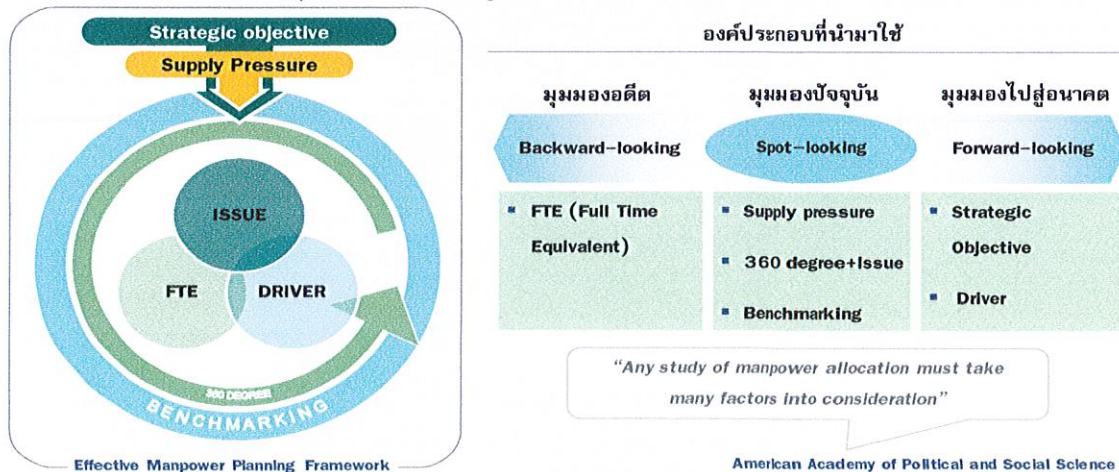 Strategic objective
Supply Pressure
ISSUE
FTE
DRIVER
360 DEGREE
BENCHMARKING
Effective Manpower Planning Framework
องค์ประกอบที่นำมาใช้
มุมมองอดีต
มุมมองปัจจุบัน
มุมมองไปสู่อนาคต
Backward-looking
Spot-looking
Forward-looking
▪ FTE (Full Time
Equivalent)
▪ Supply pressure
▪ 360 degree+Issue
▪ Benchmarking
▪ Strategic
Objective
▪ Driver
"Any study of manpower allocation must take
many factors into consideration"
American Academy of Political and Social Science